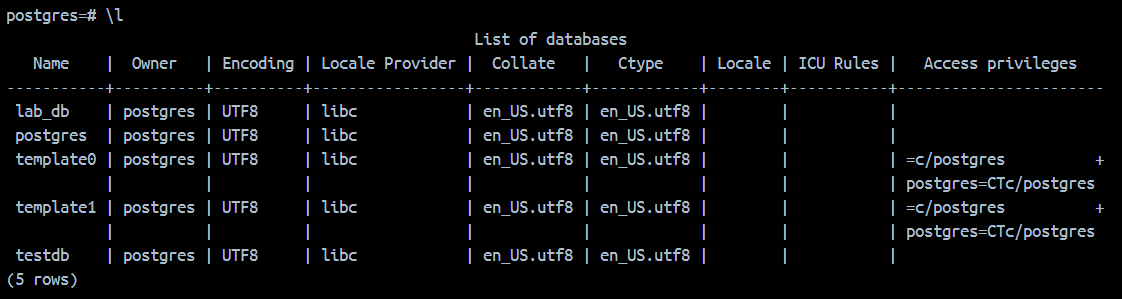 postgres=# \l
                                                    List of databases
   Name    |  Owner   | Encoding | Locale Provider |  Collate   |   Ctype    | Locale | ICU Rules |   Access privileges
-----------+----------+----------+-----------------+------------+------------+--------+-----------+-----------------------
 lab_db    | postgres | UTF8     | libc            | en_US.utf8 | en_US.utf8 |        |           |
 postgres  | postgres | UTF8     | libc            | en_US.utf8 | en_US.utf8 |        |           |
 template0 | postgres | UTF8     | libc            | en_US.utf8 | en_US.utf8 |        |           | =c/postgres          +
           |          |          |                 |            |            |        |           | postgres=CTc/postgres
 template1 | postgres | UTF8     | libc            | en_US.utf8 | en_US.utf8 |        |           | =c/postgres          +
           |          |          |                 |            |            |        |           | postgres=CTc/postgres
 testdb    | postgres | UTF8     | libc            | en_US.utf8 | en_US.utf8 |        |           |
(5 rows)